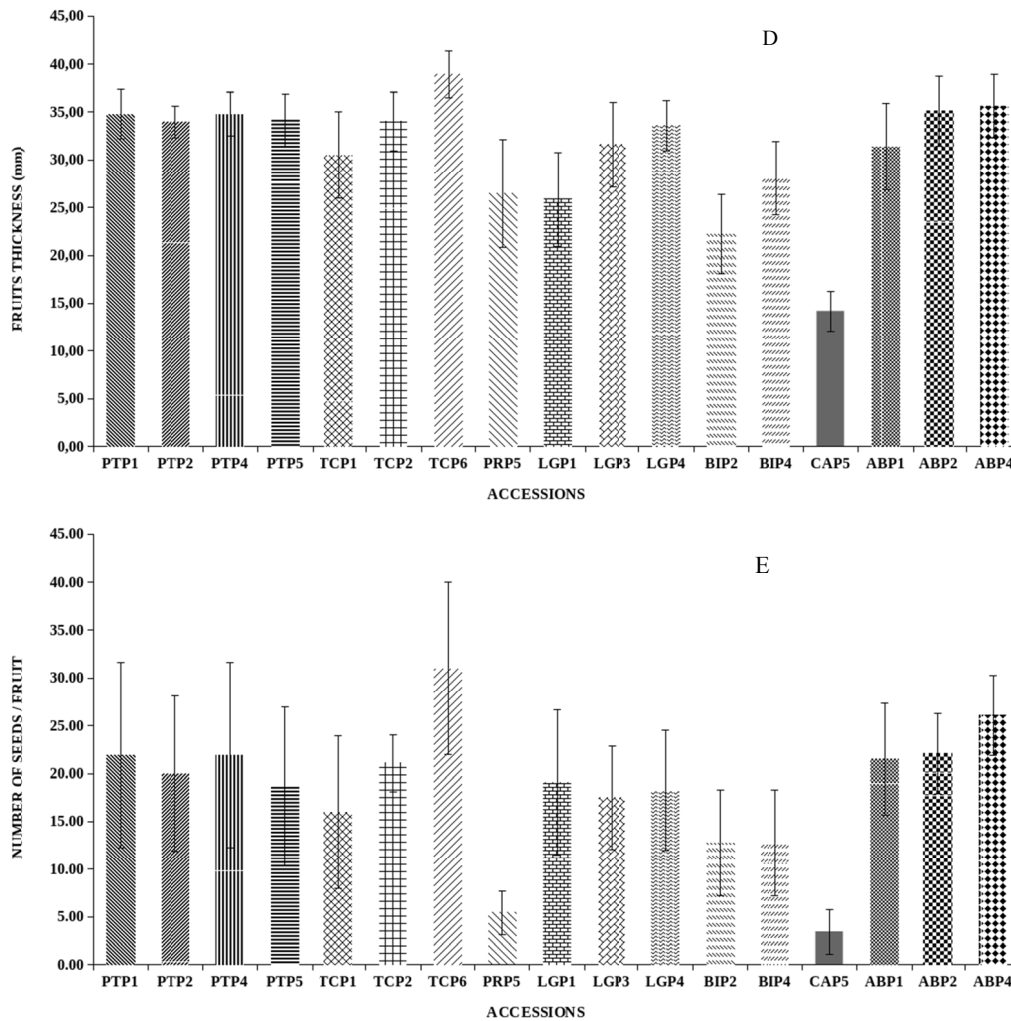 45,00
D
40,00
35,00
30,00
25,00
20,00
15,00
10,00
5,00
0,00
FRUITS THICKNESS (mm)
PTP1 PTP2 PTP4 PTP5 TCP1 TCP2 TCP6 PRP5 LGP1 LGP3 LGP4 BIP2 BIP4 CAP5 ABP1 ABP2 ABP4
ACCESSIONS
45.00
E
40.00
35.00
30.00
25.00
20.00
15.00
10.00
5.00
0.00
NUMBER OF SEEDS / FRUIT
PTP1 PTP2 PTP4 PTP5 TCP1 TCP2 TCP6 PRP5 LGP1 LGP3 LGP4 BIP2 BIP4 CAP5 ABP1 ABP2 ABP4
ACCESSIONS